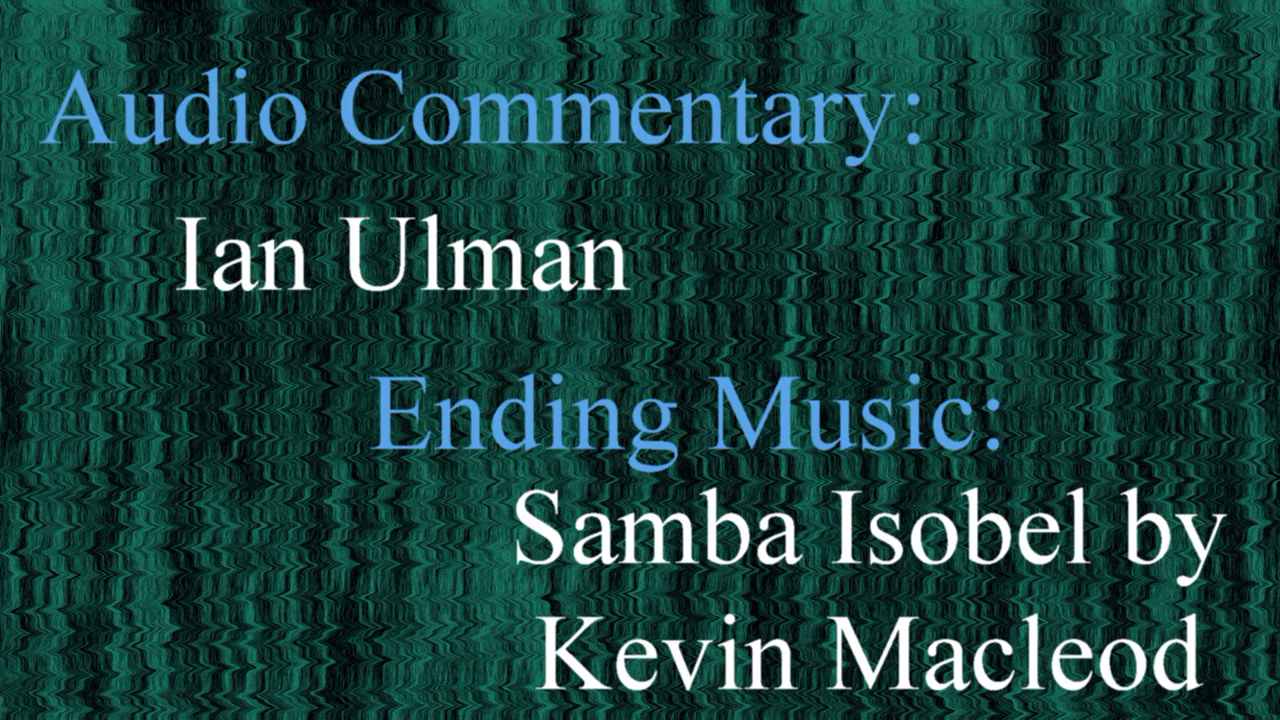 Audio Commentary:
Ian Ulman
Ending Music:
Samba Isobel by
Kevin Macleod